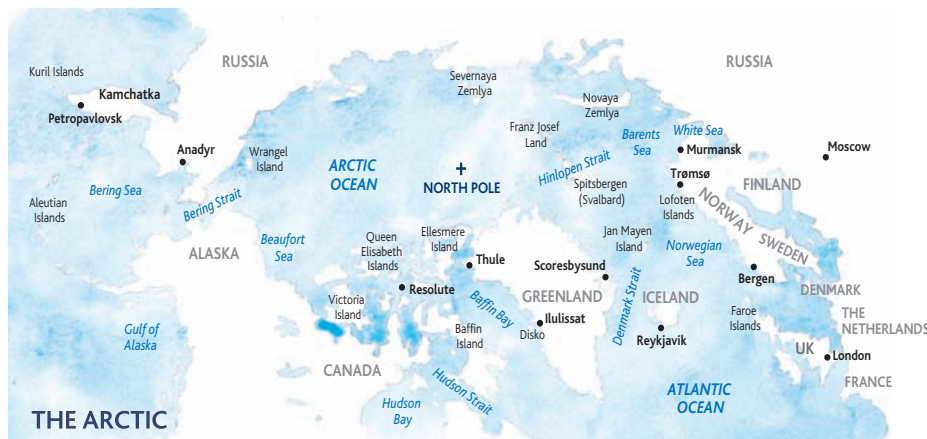 RUSSIA
RUSSIA
Kuril Islands
Kamchatka
Petropavlovsk
Severnaya
Zemlya
Novaya
Zemlya
Franz Josef
Land
Barents
Sea
White Sea
Murmansk
Moscow
Anadyr
Wrangel
Island
ARCTIC
OCEAN
NORTH POLE
Hinlopen Strait
Spitsbergen
(Svalbard)
Trømsø
FINLAND
Bering Sea
Bering Strait
Aleutian
Islands
Lofoten
Islands
NORWAY
SWEDEN
ALASKA
Beaufort
Sea
Queen
Elisabeth
Islands
Ellesmere
Island
Thule
Jan Mayen
Island
Norwegian
Sea
Scoresbysund
Bergen
DENMARK
Resolute
Victoria
Island
Baffin Bay
GREENLAND
Denmark Strait
ICELAND
Faroe
Islands
THE
NETHERLANDS
Gulf of
Alaska
Baffin
Island
Disko
Ilulissat
Reykjavik
UK
London
CANADA
Hudson Strait
Hudson
Bay
ATLANTIC
OCEAN
FRANCE
THE ARCTIC